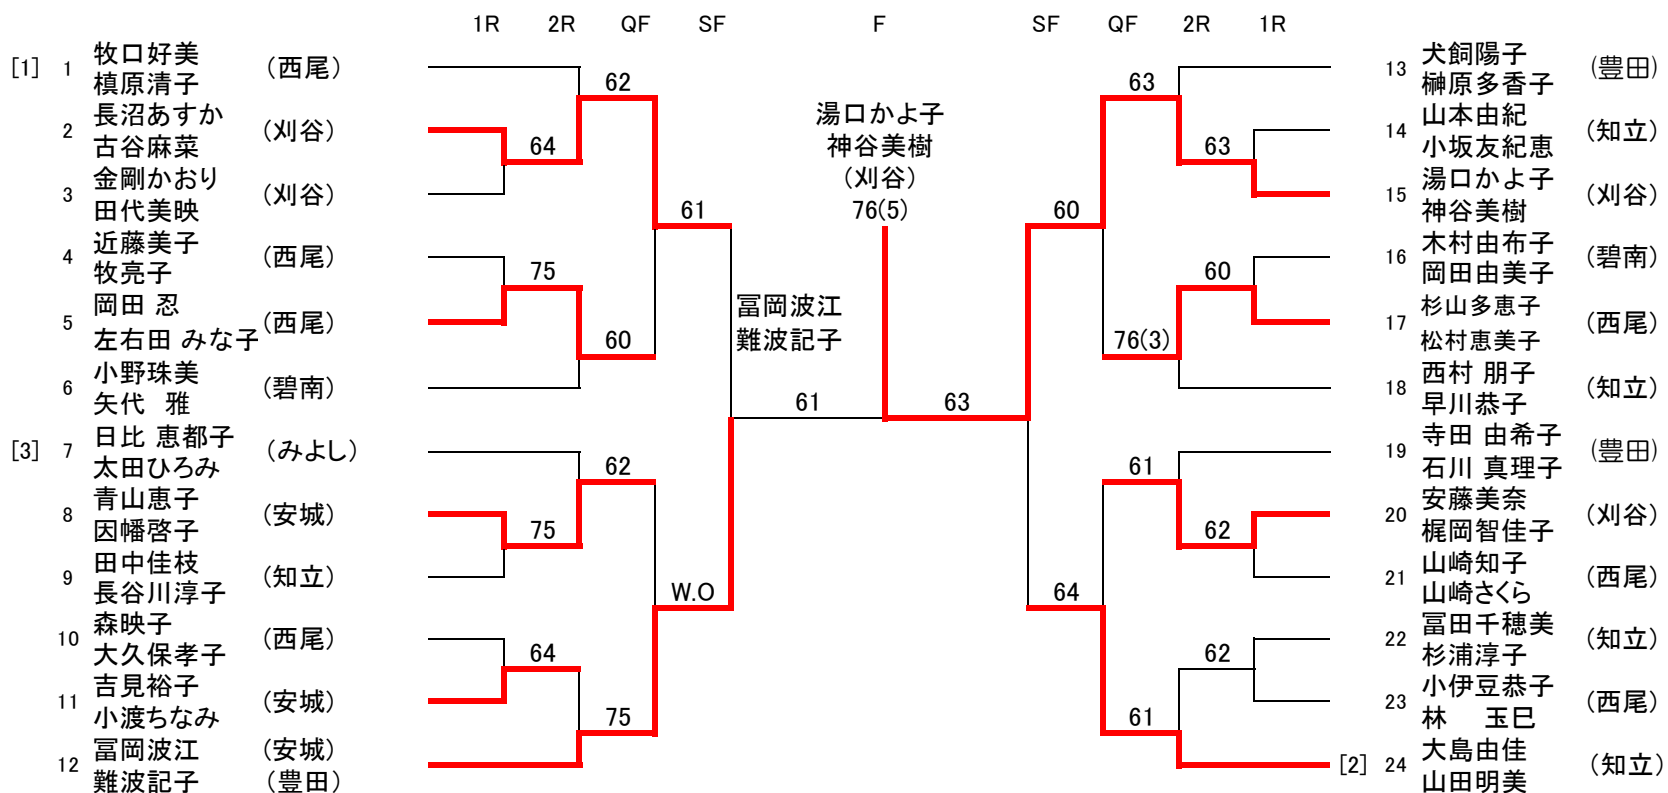 1R 2R QF SF F SF QF 2R 1R
[1] 1 牧口好美 槙原清子 (西尾)
2 長沼あすか 古谷麻菜 (刈谷)
3 金剛かおり 田代美映 (刈谷)
4 近藤美子 牧亮子 (西尾)
5 岡田 忍 左右田 みな子 (西尾)
6 小野珠美 矢代 雅 (碧南)
[3] 7 日比 恵都子 太田ひろみ (みよし)
8 青山恵子 因幡啓子 (安城)
9 田中佳枝 長谷川淳子 (知立)
10 森映子 大久保孝子 (西尾)
11 吉見裕子 小渡ちなみ (安城)
12 冨岡波江 (安城)
難波記子 (豊田)
64
75
75
64
62
60
62
75
61
W.O
冨岡波江
難波記子
61
湯口かよ子
神谷美樹
(刈谷)
76(5)
63
60
64
63
76(3)
61
61
63
60
62
62
13 犬飼陽子 榊原多香子 (豊田)
14 山本由紀 小坂友紀恵 (知立)
15 湯口かよ子 神谷美樹 (刈谷)
16 木村由布子 岡田由美子 (碧南)
17 杉山多恵子 松村恵美子 (西尾)
18 西村 朋子 早川恭子 (知立)
19 寺田 由希子 石川 真理子 (豊田)
20 安藤美奈 梶岡智佳子 (刈谷)
21 山崎知子 山崎さくら (西尾)
22 冨田千穂美 杉浦淳子 (知立)
23 小伊豆恭子 林 玉巳 (西尾)
[2] 24 大島由佳 山田明美 (知立)